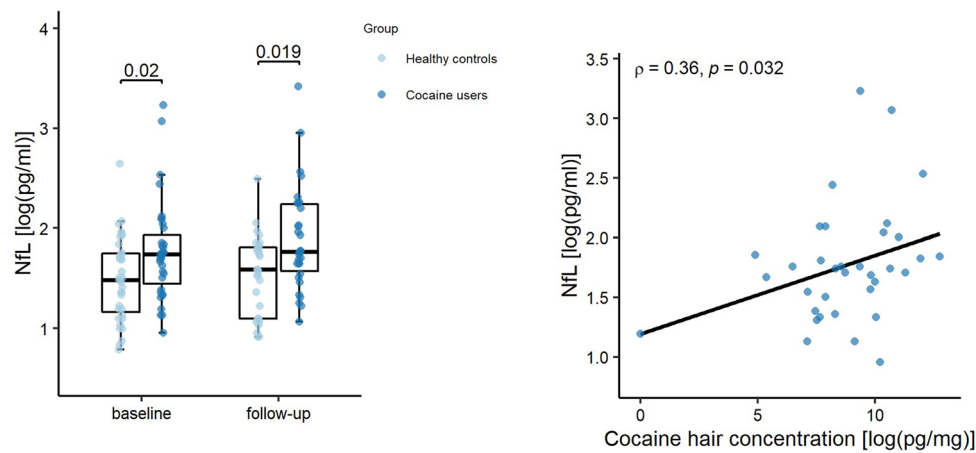 Group
Healthy controls
Cocaine users
0.02
0.019
NfL [log(pg/ml)]
4
3
2
1
baseline
follow-up
ρ = 0.36, p = 0.032
NfL [log(pg/ml)]
3.5
3.0
2.5
2.0
1.5
1.0
0
5
10
Cocaine hair concentration [log(pg/mg)]